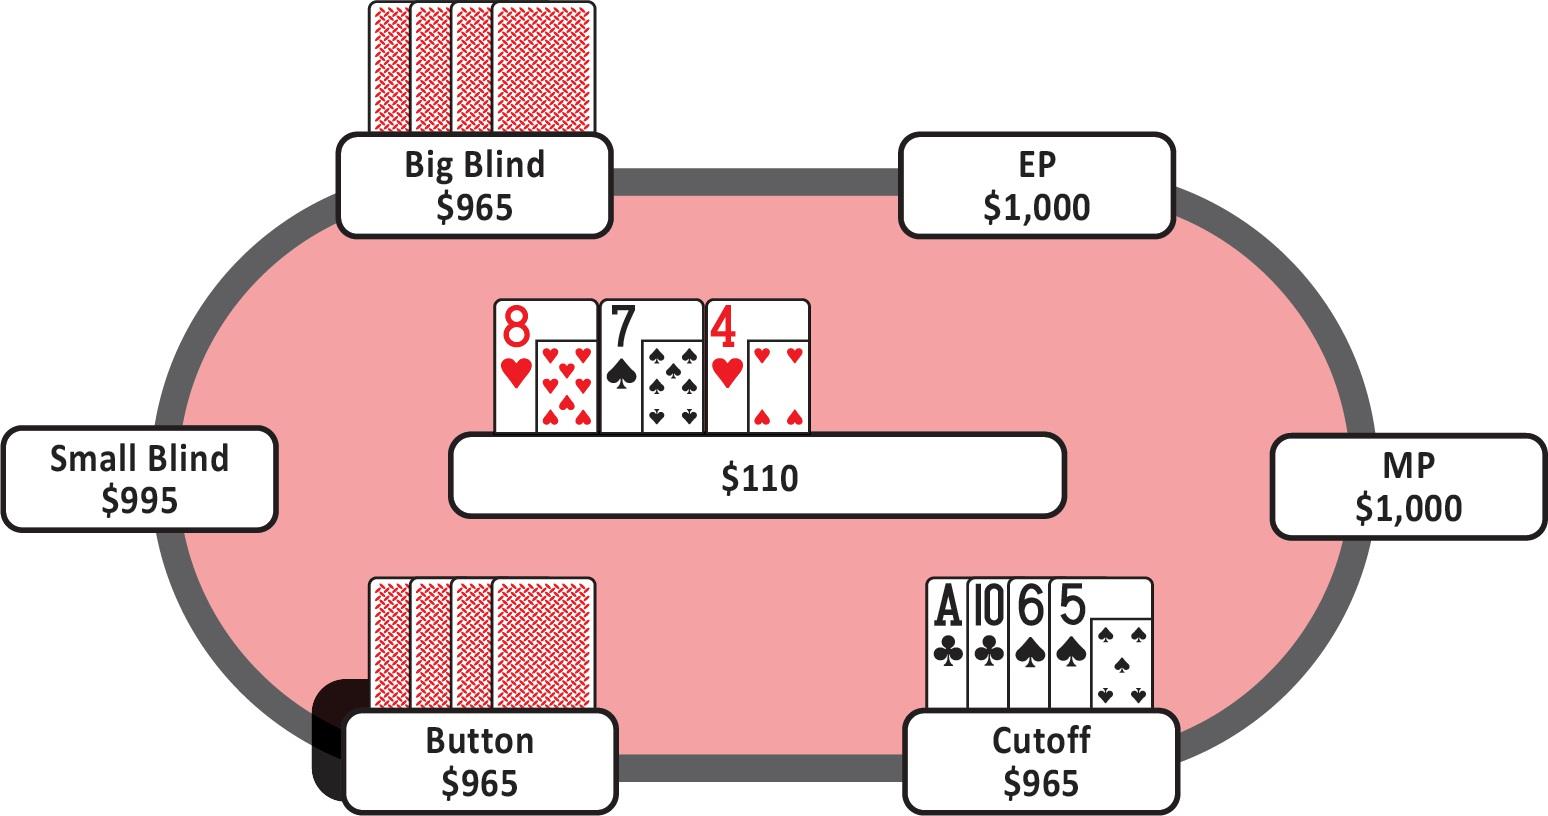 Big Blind
$965
EP
$1,000
8 7 4
Small Blind
$995
$110
MP
$1,000
A 10 6 5
Button
$965
Cutoff
$965